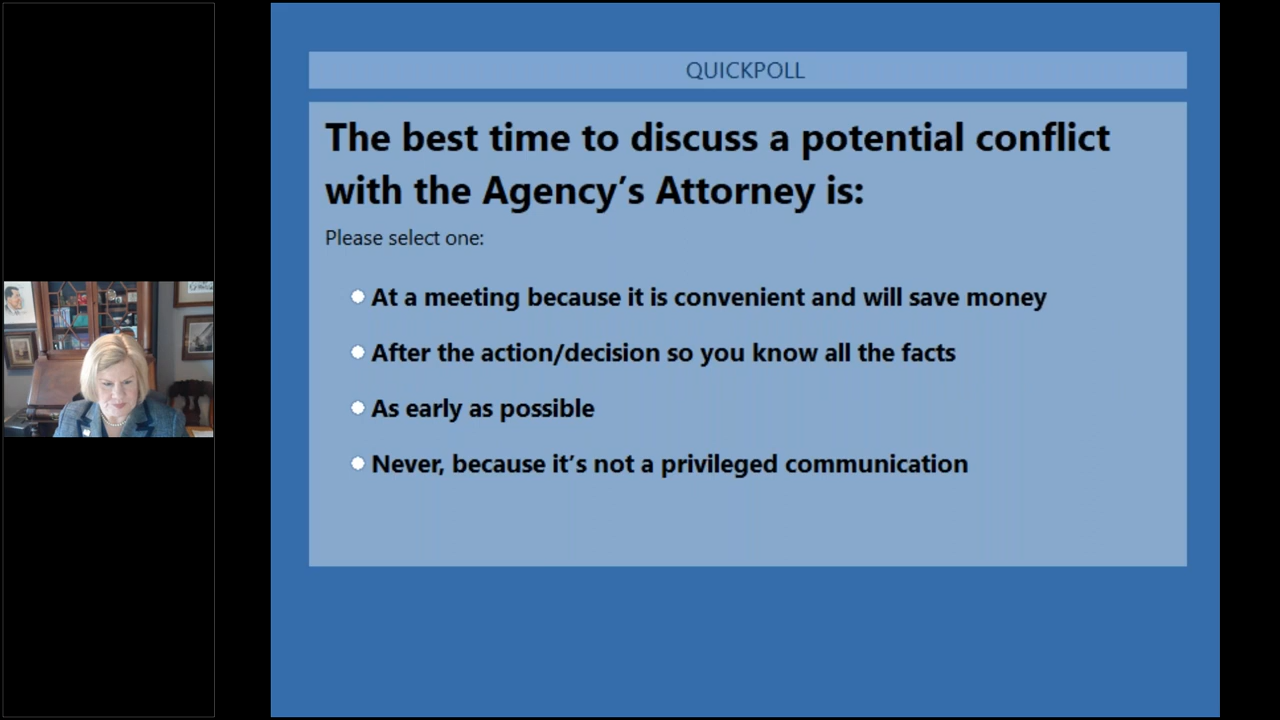 QUICKPOLL
The best time to discuss a potential conflict
with the Agency’s Attorney is:
Please select one:
At a meeting because it is convenient and will save money
After the action/decision so you know all the facts
As early as possible
Never, because it’s not a privileged communication